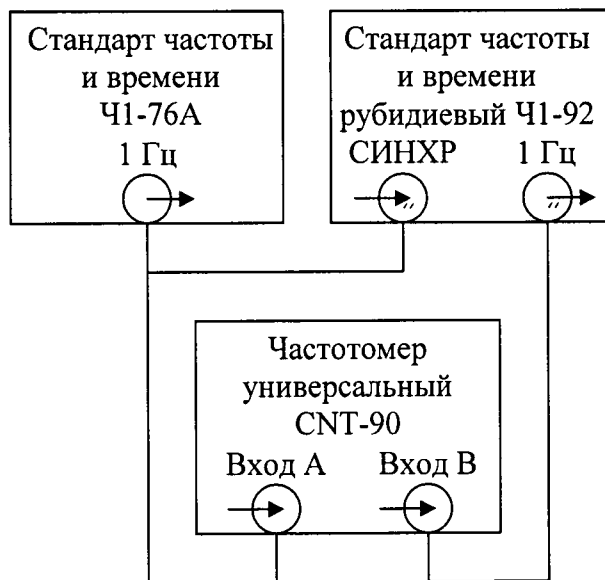 Стандарт частоты
и времени
Ч1-76А
1 Гц
Стандарт частоты
и времени
рубидиевый Ч1-92
СИНХР 1 Гц
Частотомер
универсальный
CNT-90
Вход А Вход В